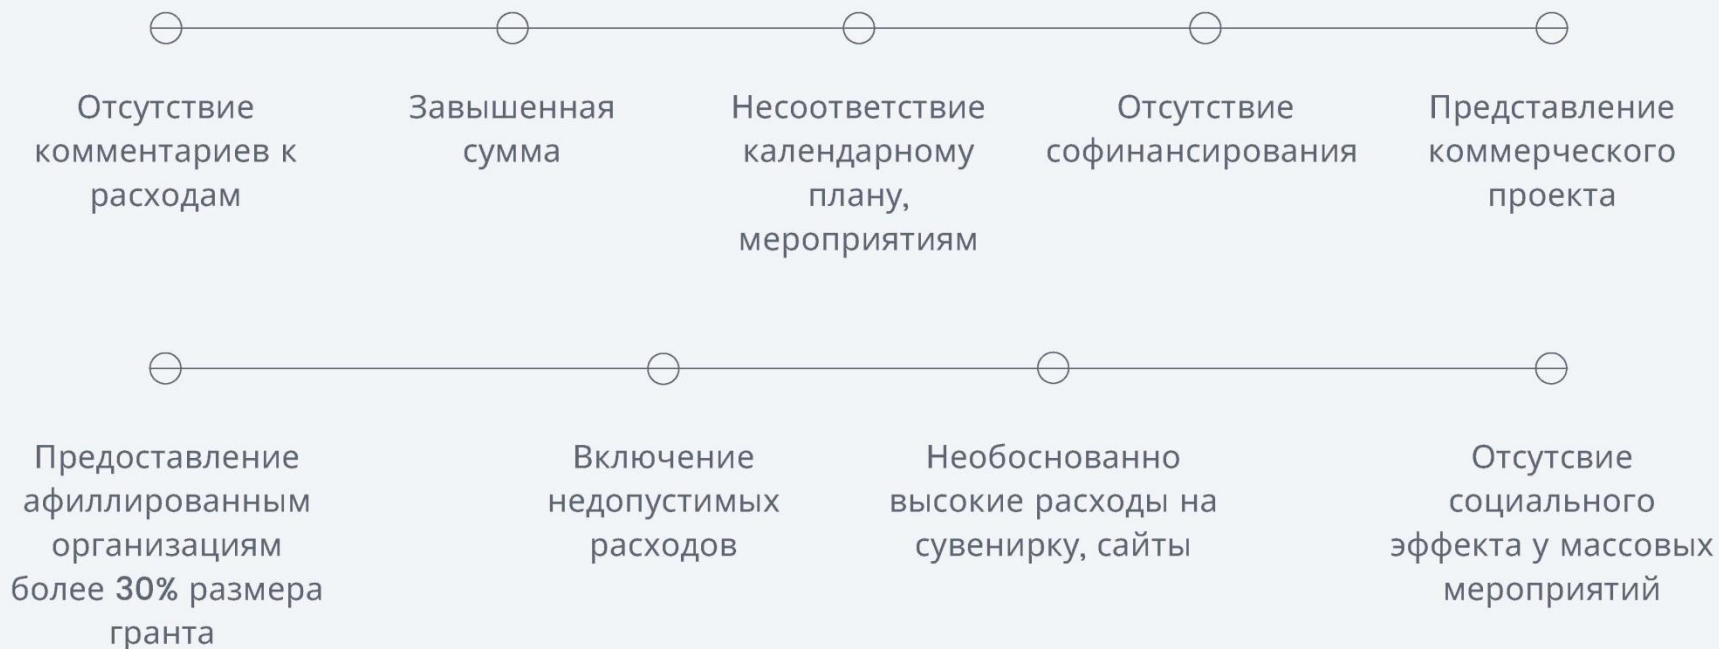 Отсутствие
комментариев к
расходам
Завышенная
сумма
Несоответствие
календарному
плану,
мероприятиям
Отсутствие
софинансирования
Представление
коммерческого
проекта
Предоставление
афиллированным
организациям
более 30% размера
гранта
Включение
недопустимых
расходов
Необоснованно
высокие расходы на
сувенирку, сайты
Отсутсвие
социального
эффекта у массовых
мероприятий